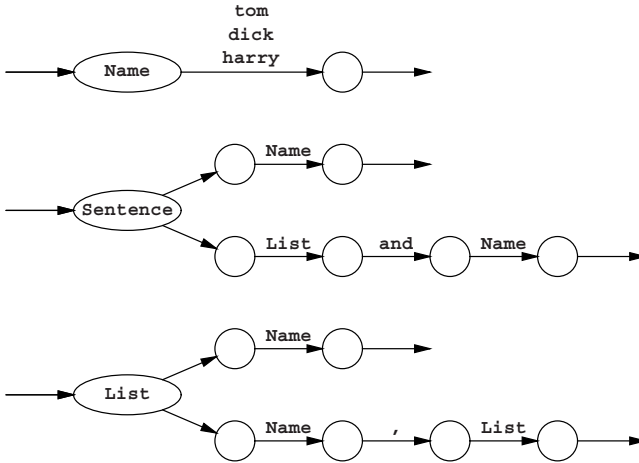 tom
dick
harry
Name
Name
Sentence
List and Name
Name
List
Name , List